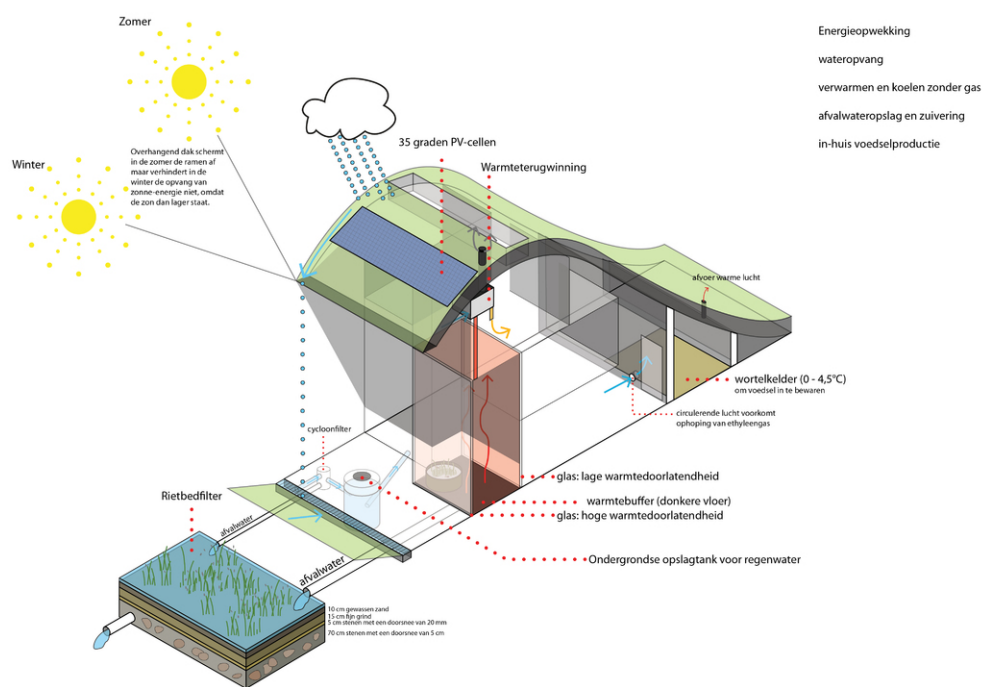 Zomer
Energieopwekking
wateropvang
verwarmen en koelen zonder gas
afvalwateropslag en zuivering
in-huis voedselproductie
Winter
Overhangend dak schermt
in de zomer de ramen af
maar verhindert in de
winter de opvang van
zonne-energie niet, omdat
de zon dan lager staat.
35 graden PV-cellen
Warmteterugwinning
afvoer warme lucht
wortelkelder (0 - 4,5°C)
om voedsel in te bewaren
circulerende lucht voorkomt
ophoping van ethyleengas
cycloonfilter
glas: lage warmtedoorlatendheid
warmtebuffer (donkere vloer)
glas: hoge warmtedoorlatendheid
Rietbedfilter
afvalwater
Ondergrondse opslagtank voor regenwater
afvalwater
10 cm gewassen zand
15 cm fijn grind
5 cm stenen met een doorsnee van 20 mm
70 cm stenen met een doorsnee van 5 cm